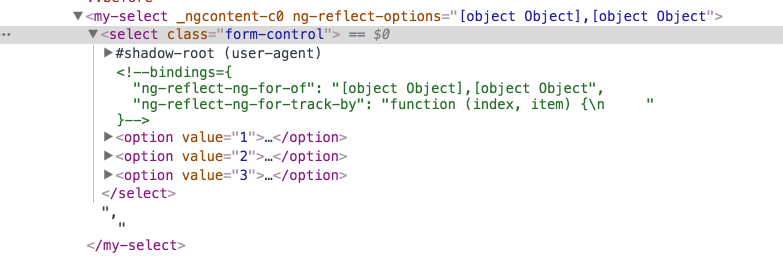 ::before
▼<my-select _ngcontent-c0 ng-reflect-options="[object Object],[object Object">
▼<select class="form-control"> == $0
▶#shadow-root (user-agent)
<!--bindings={
"ng-reflect-ng-for-of": "[object Object],[object Object",
"ng-reflect-ng-for-track-by": "function (index, item) {\n     "
}-->
▶<option value="1">…</option>
▶<option value="2">…</option>
▶<option value="3">…</option>
</select>
",
"
</my-select>